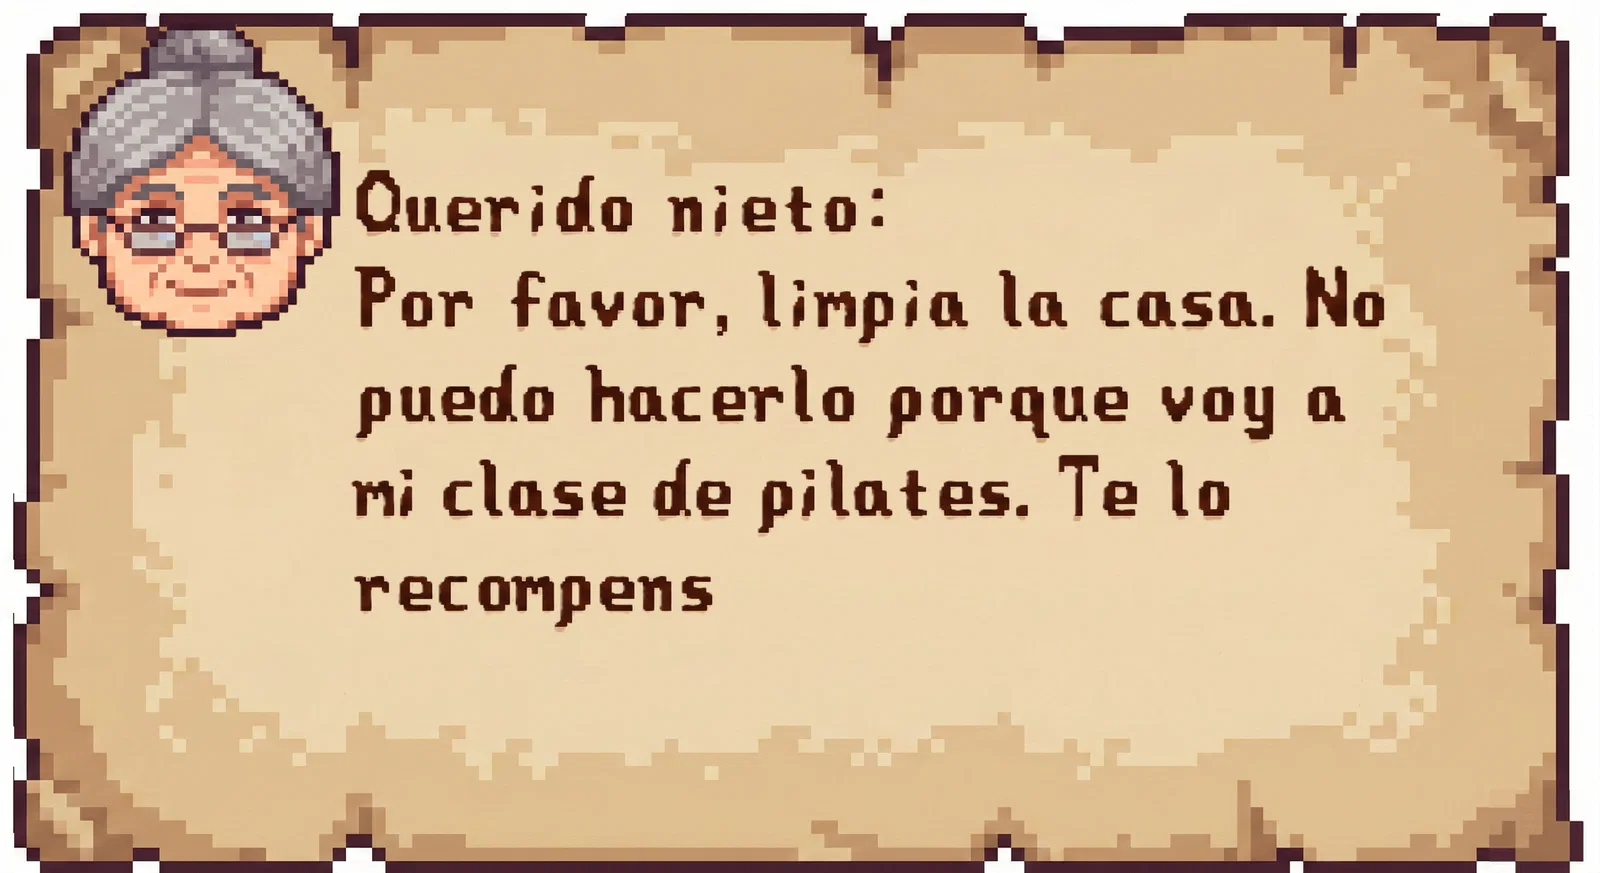 Querido nieto:
Por favor, limpia la casa. No
puedo hacerlo porque voy a
mi clase de pilates. Te lo
recompens